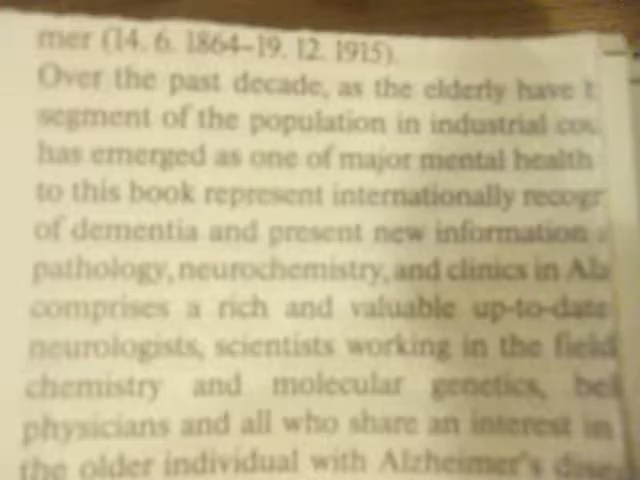 mer (14. 6. 1864–19. 12. 1915).
Over the past decade, as the elderly have
segment of the population in industrial
has emerged as one of major mental health
to this book represent internationally
of dementia and present new information
pathology, neurochemistry, and clinics in
comprises a rich and valuable up-to-date
neurologists, scientists working in the field
chemistry and molecular genetics,
physicians and all who share an interest in
the older individual with Alzheimer's